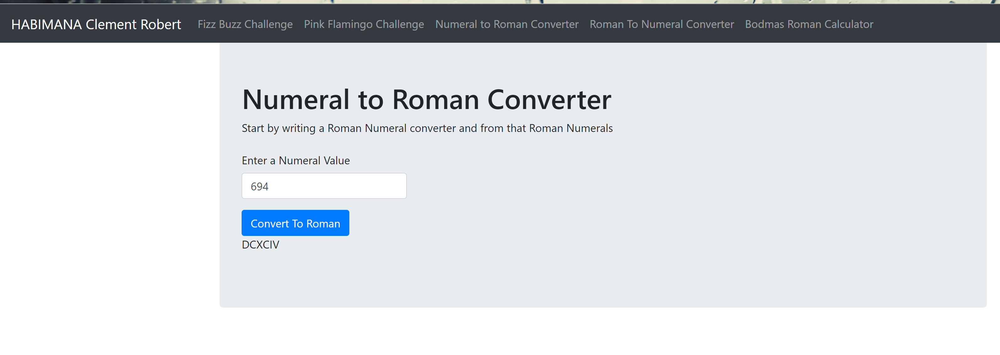 HABIMANA Clement Robert Fizz Buzz Challenge Pink Flamingo Challenge Numeral to Roman Converter Roman To Numeral Converter Bodmas Roman Calculator
Numeral to Roman Converter
Start by writing a Roman Numeral converter and from that Roman Numerals
Enter a Numeral Value
694
Convert To Roman
DCXCIV